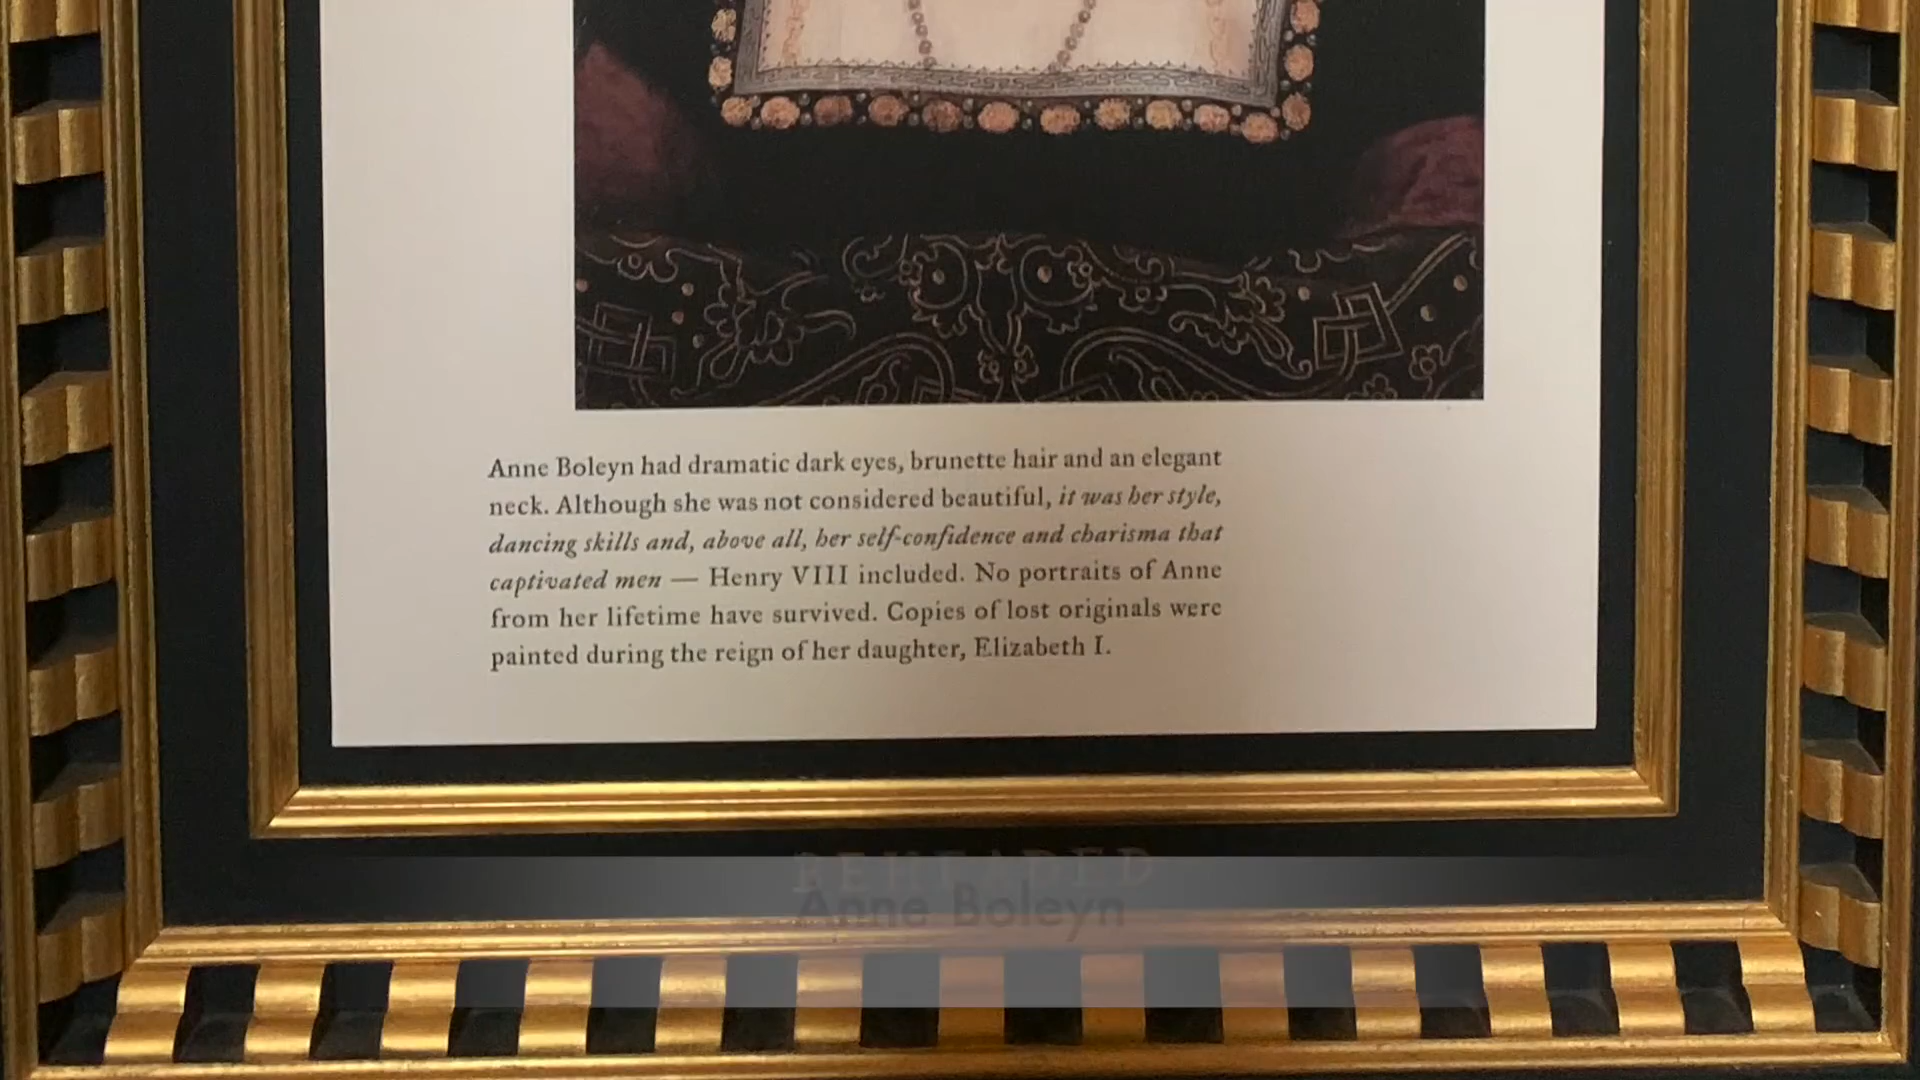 Anne Boleyn had dramatic dark eyes, brunette hair and an elegant
neck. Although she was not considered beautiful, it was her style,
dancing skills and, above all, her self-confidence and charisma that
captivated men — Henry VIII included. No portraits of Anne
from her lifetime have survived. Copies of lost originals were
painted during the reign of her daughter, Elizabeth I.
BEHEADED
Anne Boleyn